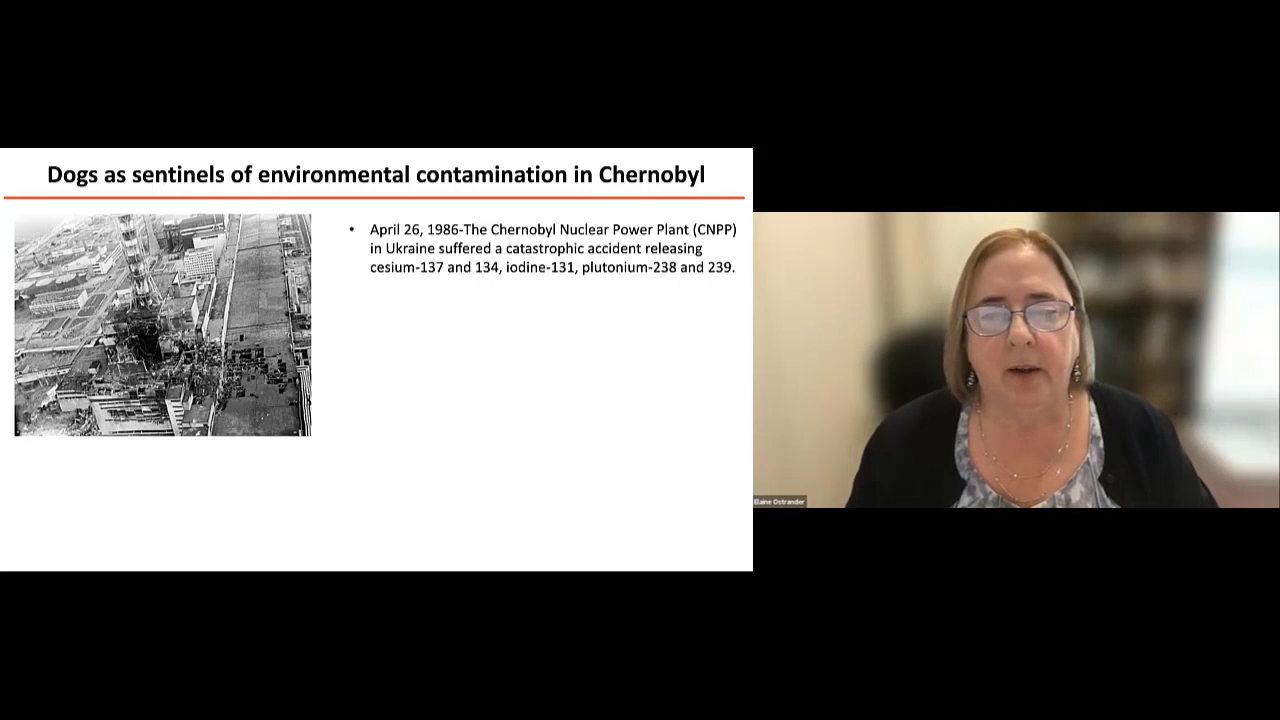 Dogs as sentinels of environmental contamination in Chernobyl
• April 26, 1986-The Chernobyl Nuclear Power Plant (CNPP)
in Ukraine suffered a catastrophic accident releasing
cesium-137 and 134, iodine-131, plutonium-238 and 239.
Elaine Ostrander